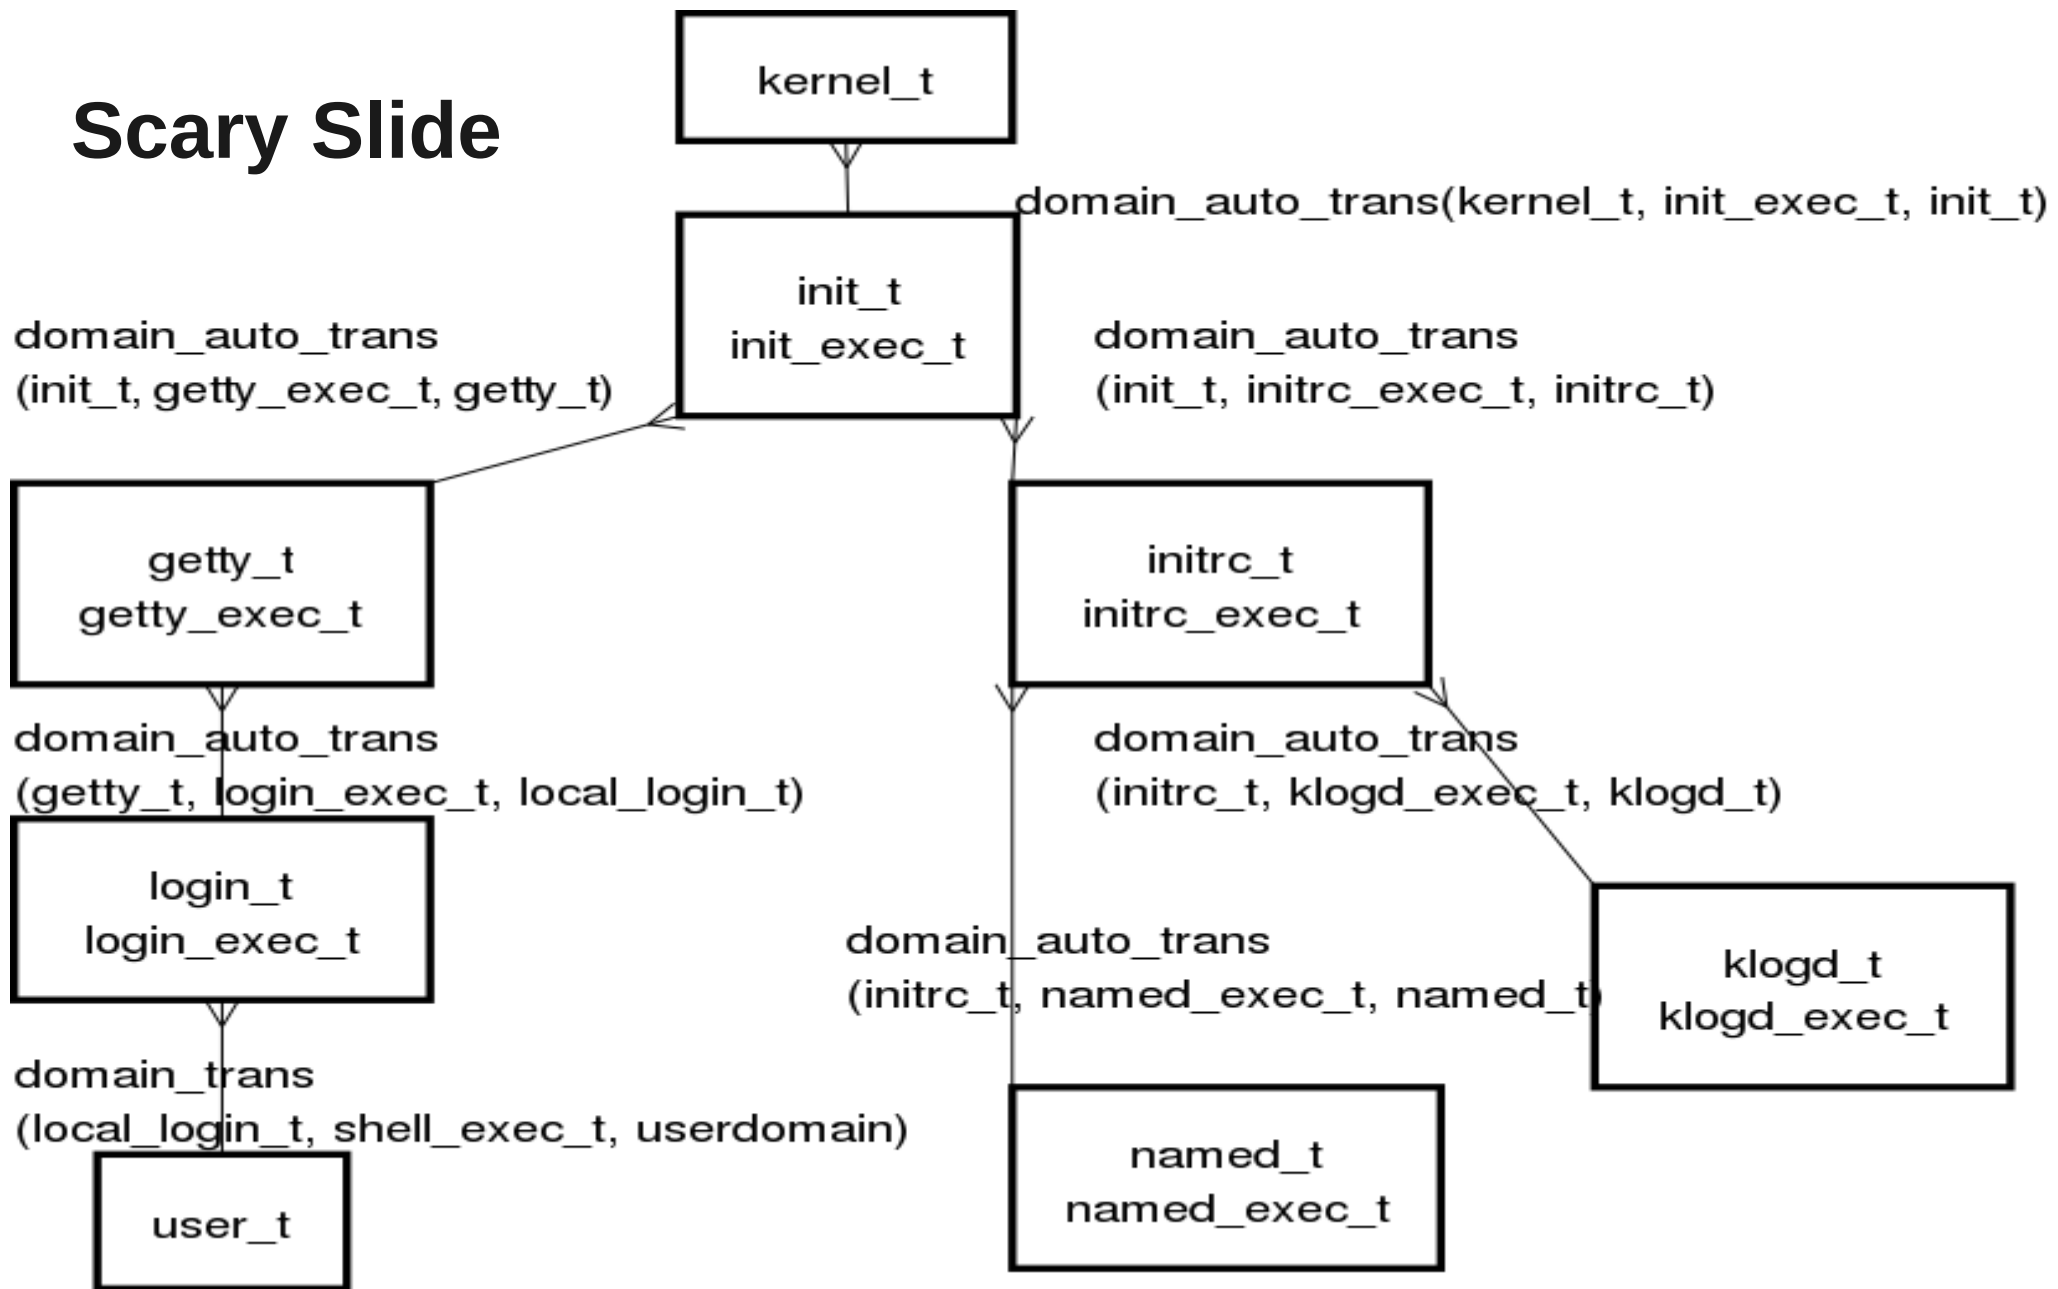 kernel_t
Scary Slide
domain_auto_trans(kernel_t, init_exec_t, init_t)
init_t
init_exec_t
domain_auto_trans
(init_t, getty_exec_t, getty_t)
domain_auto_trans
(init_t, initrc_exec_t, initrc_t)
getty_t
getty_exec_t
initrc_t
initrc_exec_t
domain_auto_trans
(getty_t, login_exec_t, local_login_t)
domain_auto_trans
(initrc_t, klogd_exec_t, klogd_t)
login_t
login_exec_t
domain_auto_trans
(initrc_t, named_exec_t, named_t)
klogd_t
klogd_exec_t
domain_trans
(local_login_t, shell_exec_t, userdomain)
user_t
named_t
named_exec_t